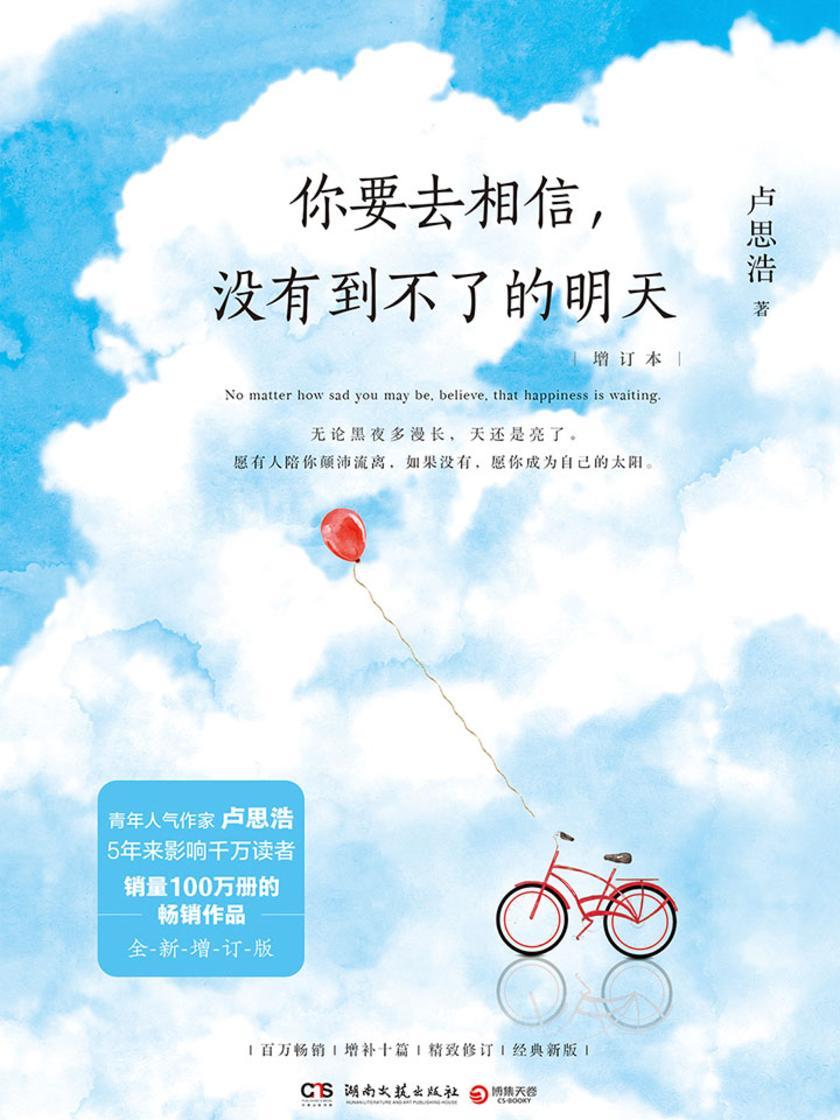 你要去相信，
没有到不了的明天
卢思浩 著
| 增订本 |
No matter how sad you may be, believe, that happiness is waiting.
无论黑夜多漫长，天还是亮了。
愿有人陪你颠沛流离，如果没有，愿你成为自己的太阳。
青年人气作家 卢思浩
5年来影响千万读者
销量100万册的
畅销作品
全-新-增-订-版
| 百万畅销 | 增补十篇 | 精致修订 | 经典新版 |
湖南文艺出版社
HUNAN LITERATURE AND ART PUBLISHING HOUSE
博集天卷
CS-BOOKY